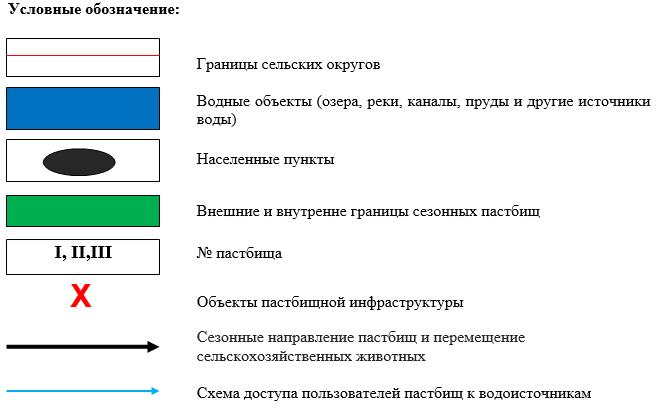 Условные обозначение:
Границы сельских округов
Водные объекты (озера, реки, каналы, пруды и другие источники
воды)
Населенные пункты
Внешние и внутренне границы сезонных пастбищ
I, II,III
№ пастбища
X
Объекты пастбищной инфраструктуры
Сезонные направление пастбищ и перемещение
сельскохозяйственных животных
Схема доступа пользователей пастбищ к водоисточникам